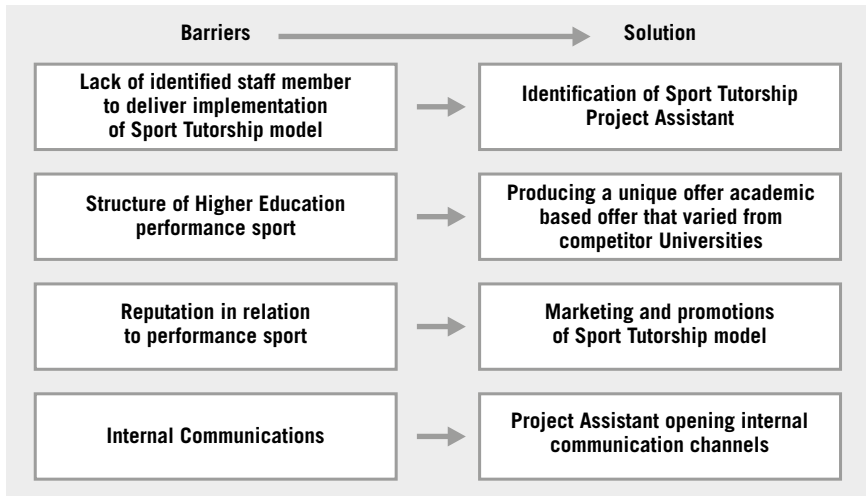 Barriers
Solution
Lack of identified staff member
to deliver implementation
of Sport Tutorship model
Identification of Sport Tutorship
Project Assistant
Structure of Higher Education
performance sport
Producing a unique offer academic
based offer that varied from
competitor Universities
Reputation in relation
to performance sport
Marketing and promotions
of Sport Tutorship model
Internal Communications
Project Assistant opening internal
communication channels